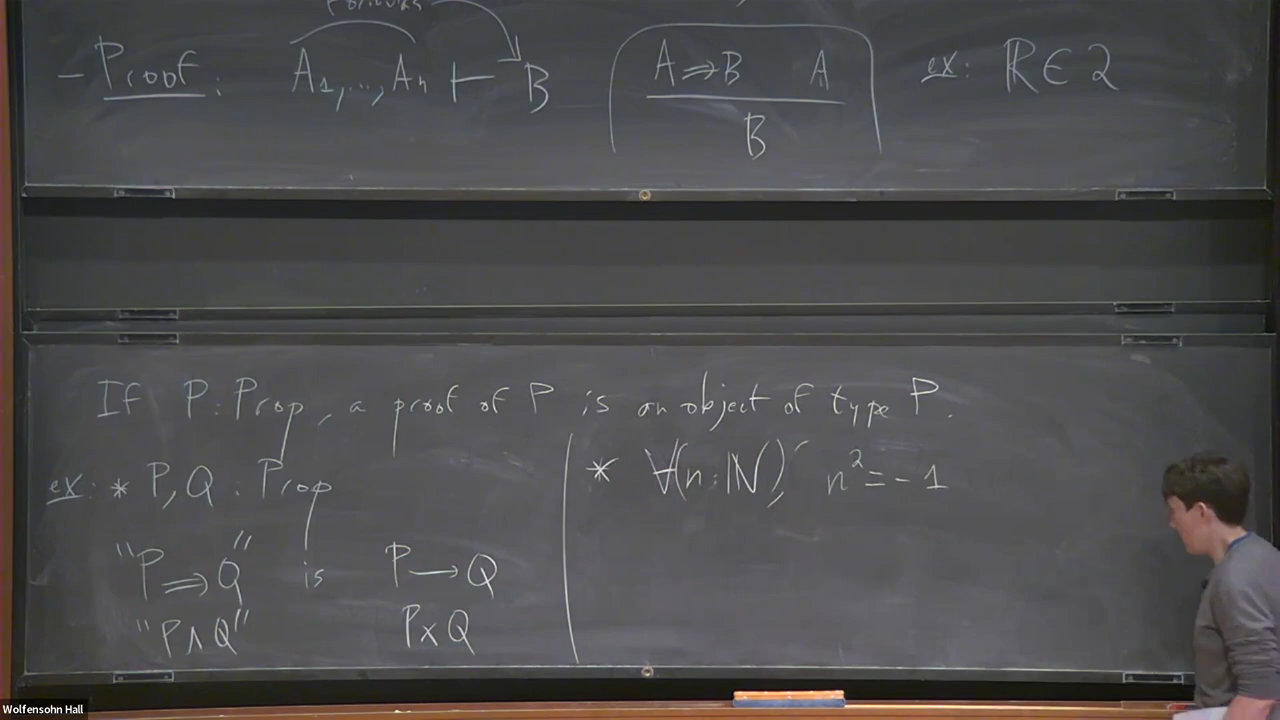 - Proof: A₁,...,Aₙ ⊢ B
A ⇒ B A
B
ex: ℝ ∈ 2
If P : Prop, a proof of P is an object of type P.
ex: * P, Q : Prop
"P ⇒ Q" is P → Q
"P ∧ Q" P × Q
* ∀(n : ℕ), n² = -1
Wolfensohn Hall